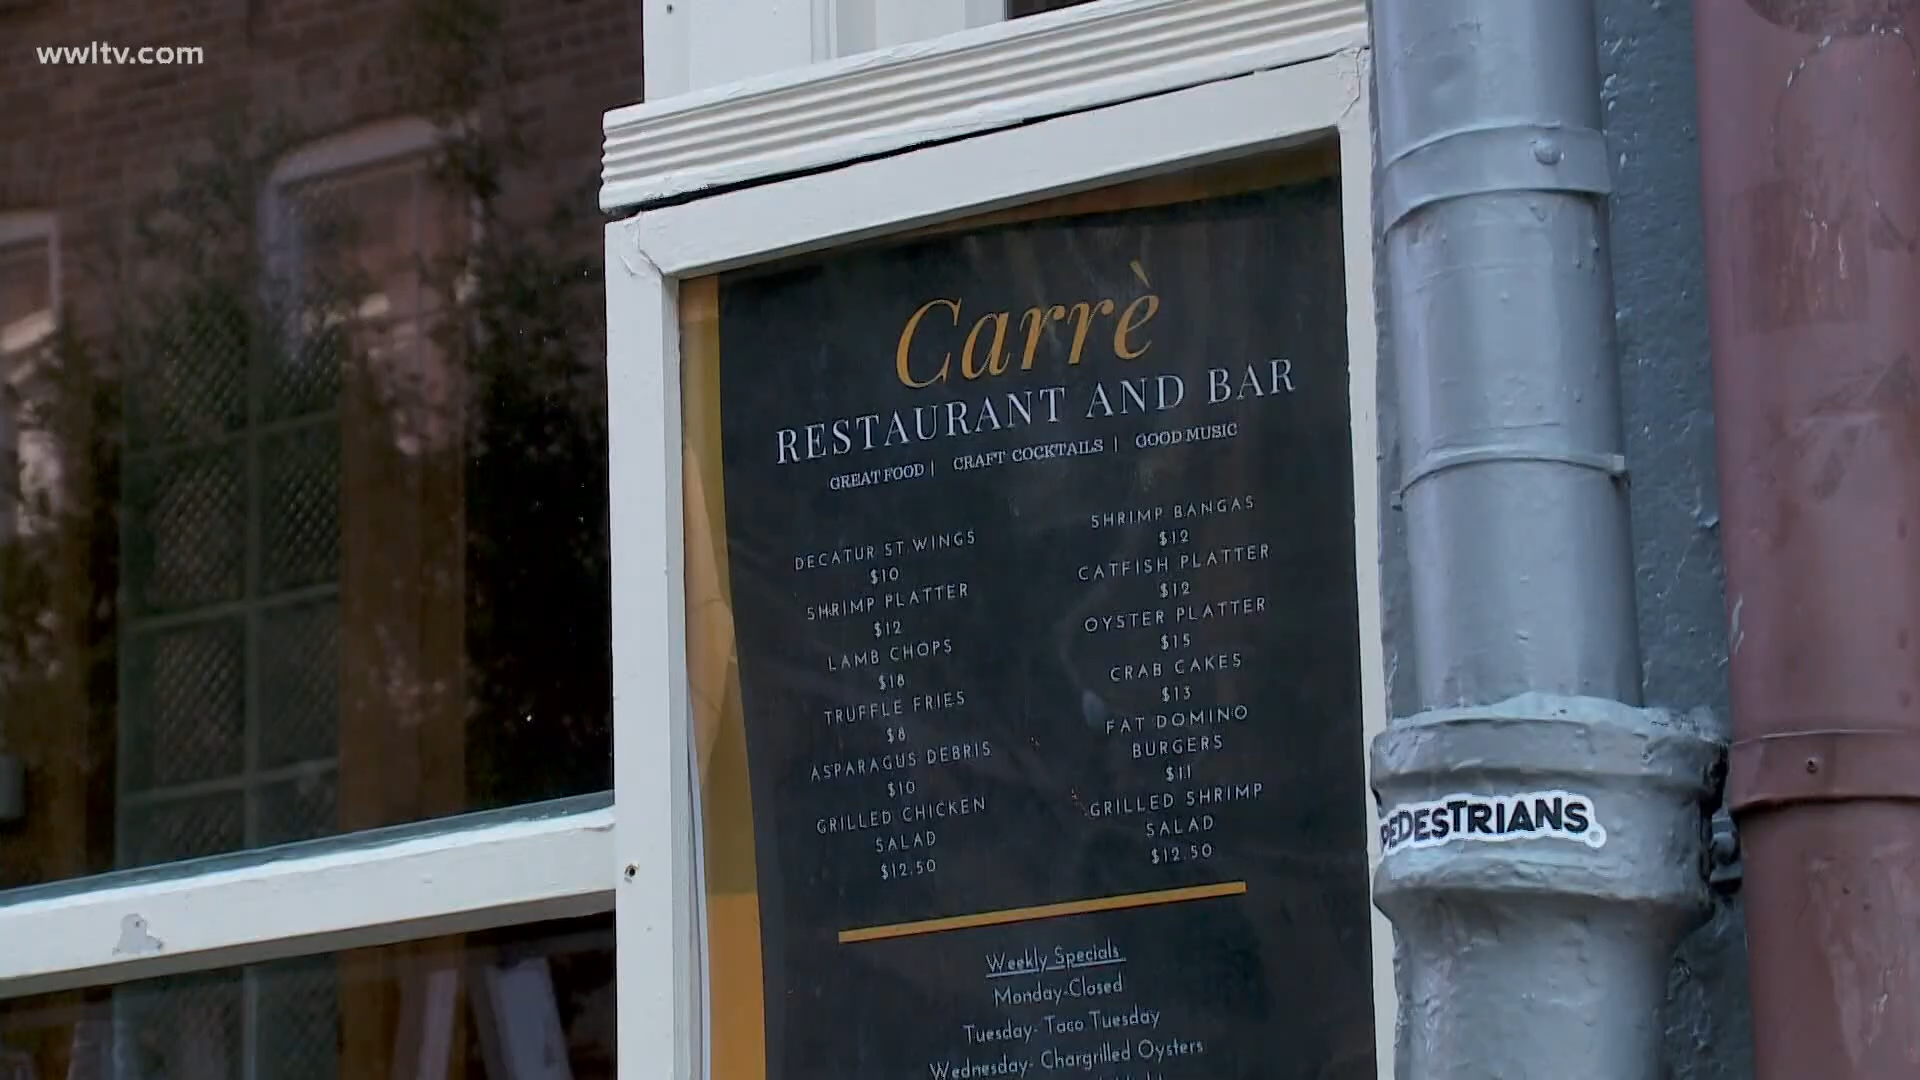 wwltv.com
Carrè
RESTAURANT AND BAR
GREAT FOOD | CRAFT COCKTAILS | GOOD MUSIC
DECATUR ST WINGS
$10
SHRIMP PLATTER
$12
LAMB CHOPS
$18
TRUFFLE FRIES
$8
ASPARAGUS DEBRIS
$10
GRILLED CHICKEN
SALAD
$12.50
SHRIMP BANGAS
$12
CATFISH PLATTER
$12
OYSTER PLATTER
$15
CRAB CAKES
$13
FAT DOMINO
BURGERS
$11
GRILLED SHRIMP
SALAD
$12.50
Weekly Specials
Monday-Closed
Tuesday- Taco Tuesday
Wednesday- Chargrilled Oysters
PEDESTRIANS.